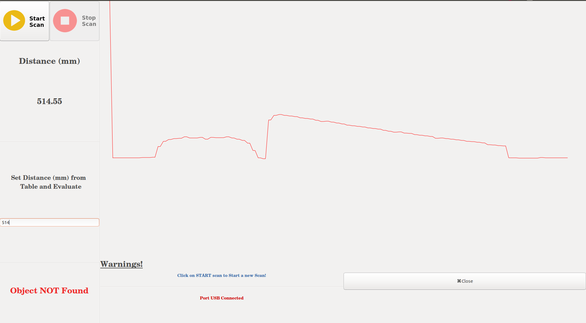 Start
Scan
Stop
Scan
Distance (mm)
514.55
Set Distance (mm) from
Table and Evaluate
514
Object NOT Found
Warnings!
Click on START scan to Start a new Scan!
Port USB Connected
Close